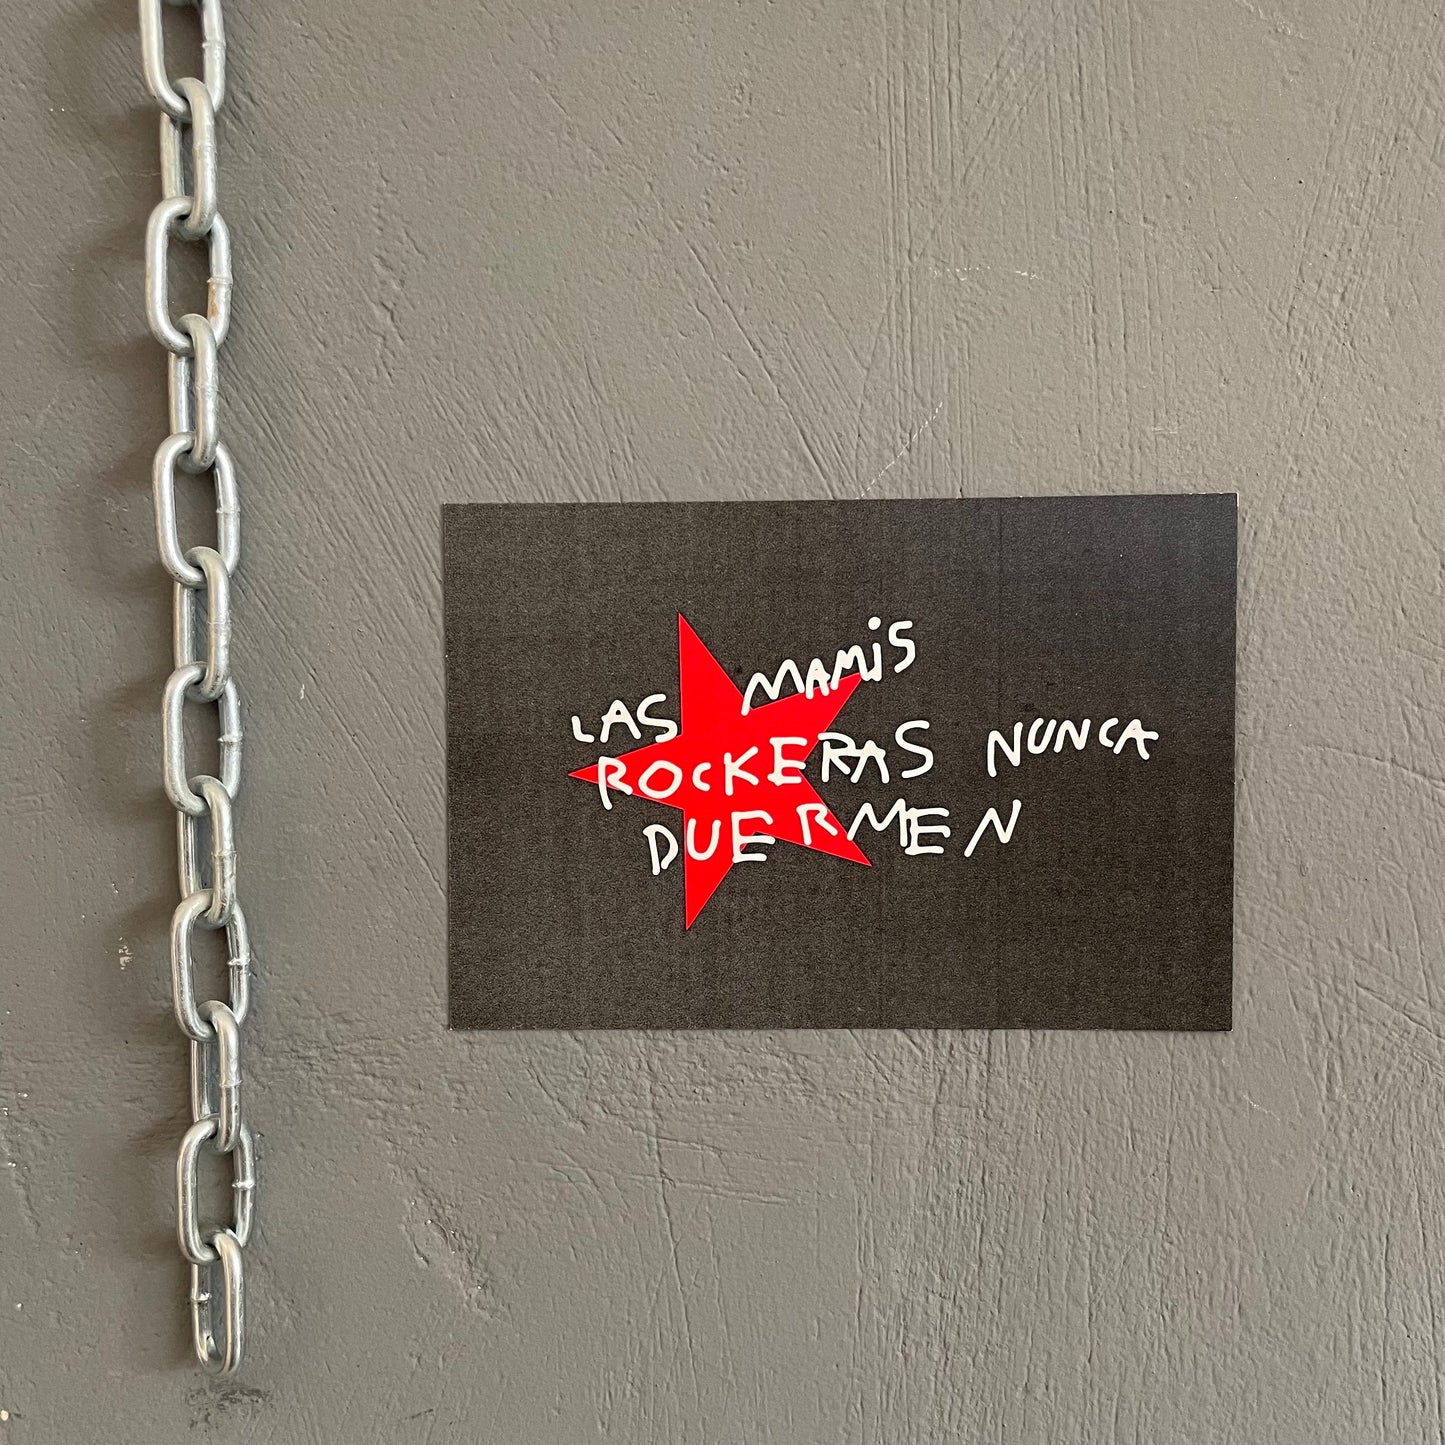 LAS MAMiS
ROCKERAS NUNCA
DUERMEN